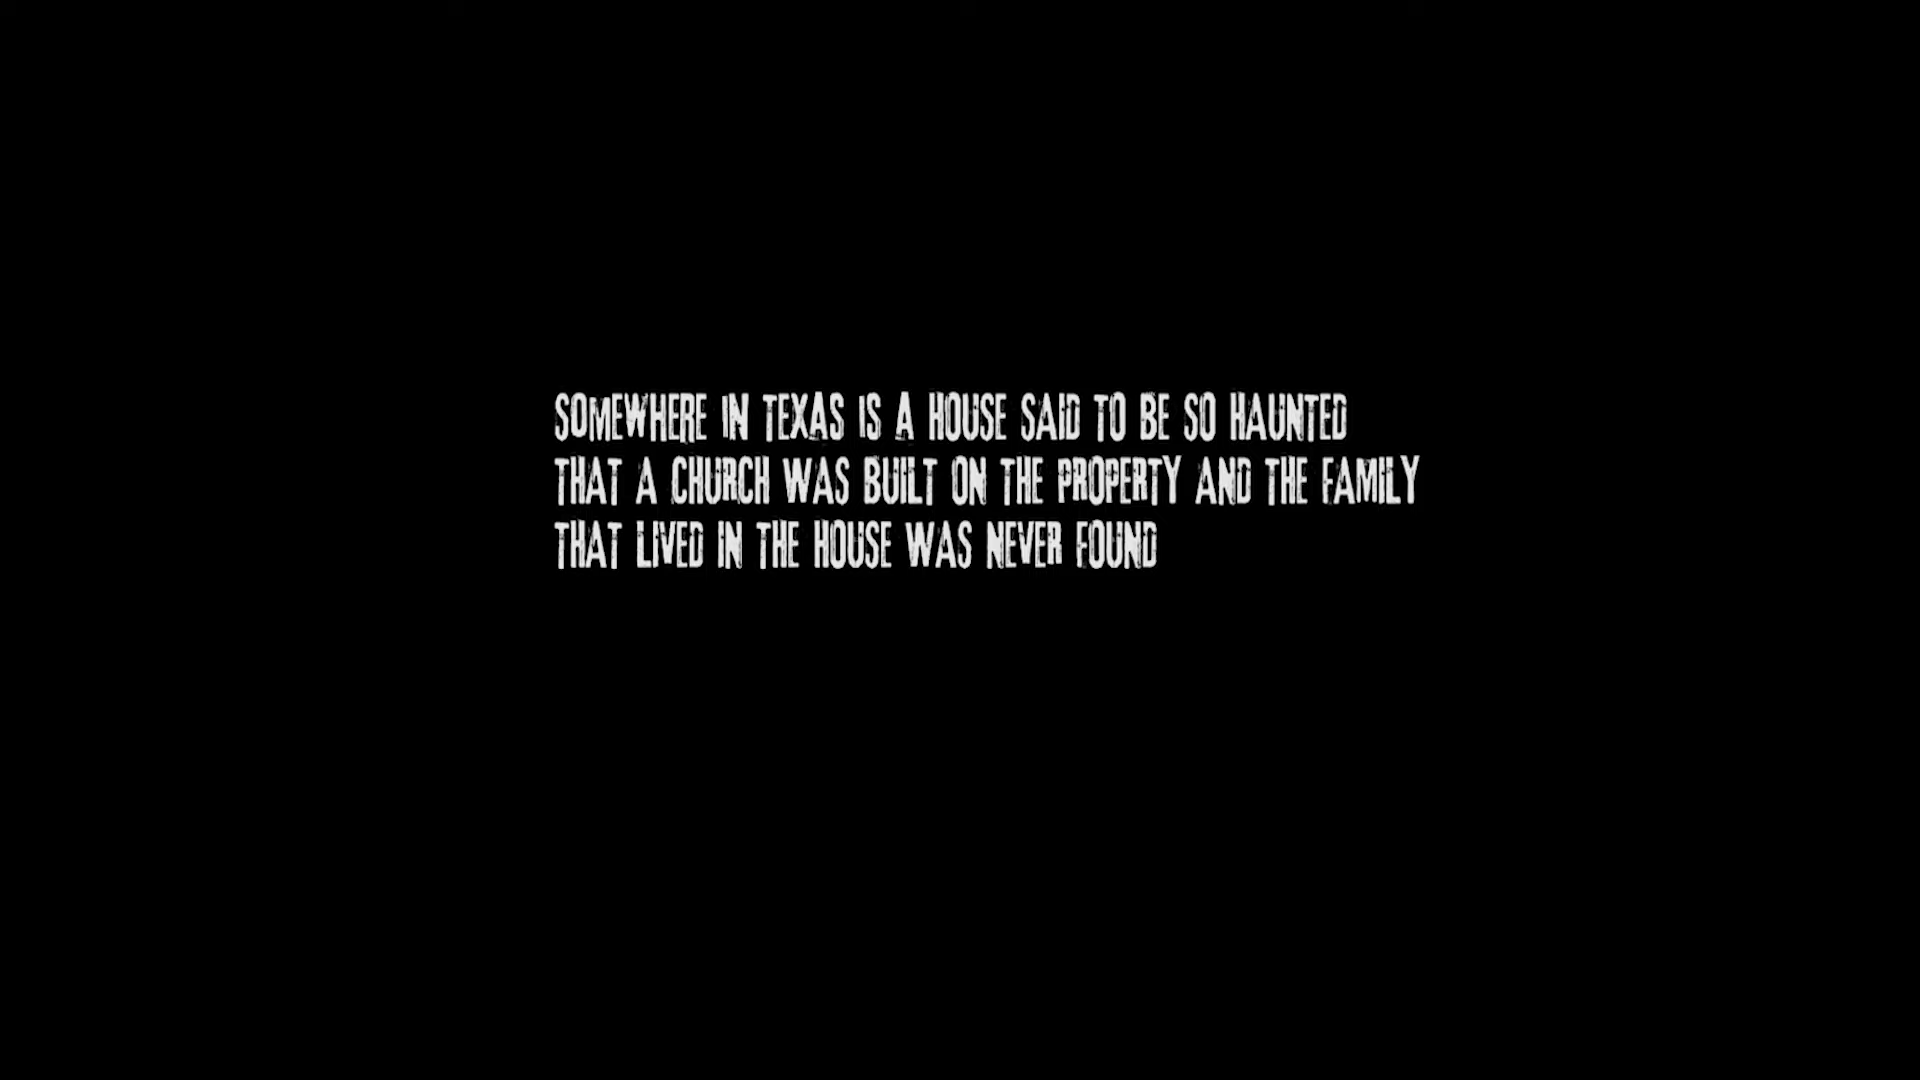 SOMEWHERE IN TEXAS IS A HOUSE SAID TO BE SO HAUNTED
THAT A CHURCH WAS BUILT ON THE PROPERTY AND THE FAMILY
THAT LIVED IN THE HOUSE WAS NEVER FOUND